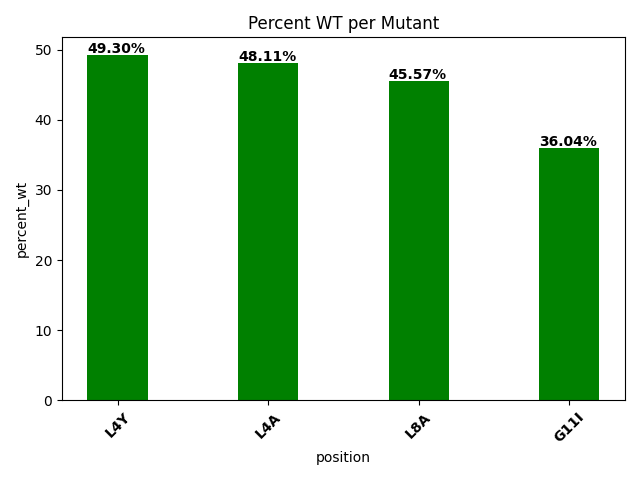 Percent WT per Mutant
percent_wt
50
40
30
20
10
0
49.30%
48.11%
45.57%
36.04%
L4Y
L4A
L8A
G11I
position